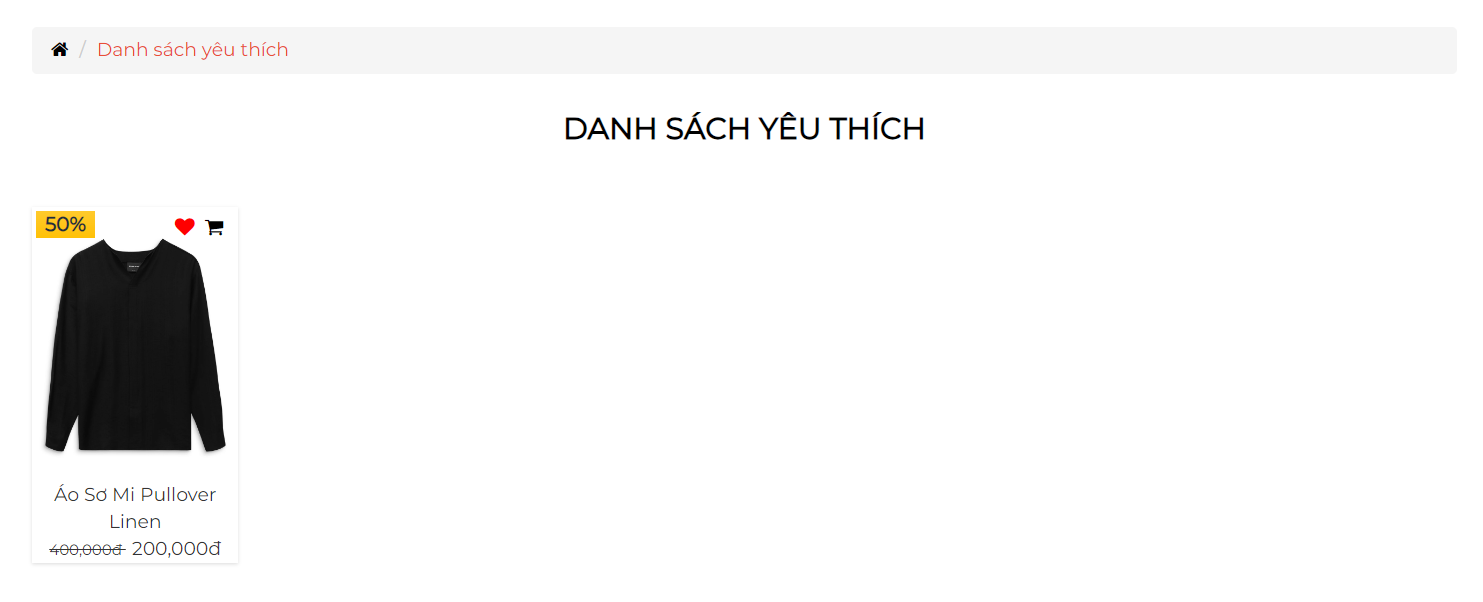 / Danh sách yêu thích
DANH SÁCH YÊU THÍCH
50%
Áo Sơ Mi Pullover
Linen
400,000đ 200,000đ